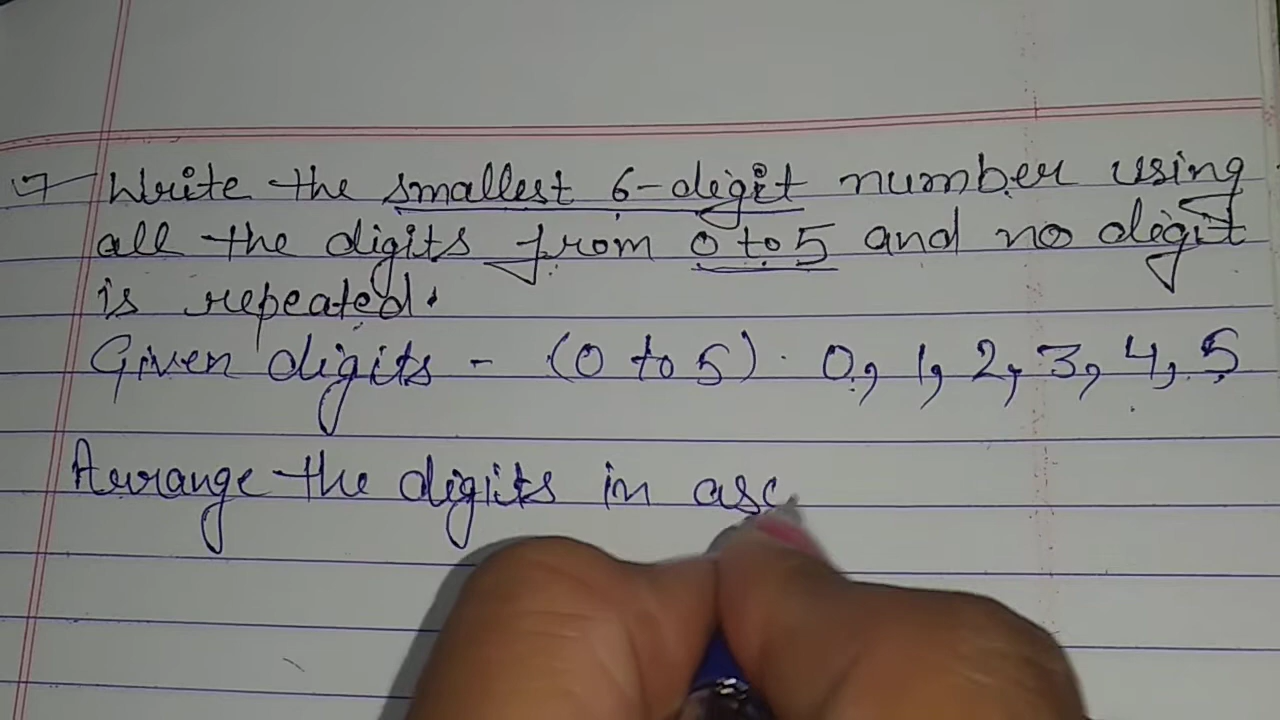 7 Write the smallest 6-digit number using
all the digits from 0 to 5 and no digit
is repeated.
Given digits - (0 to 5). 0, 1, 2, 3, 4, 5
Arrange the digits in asc